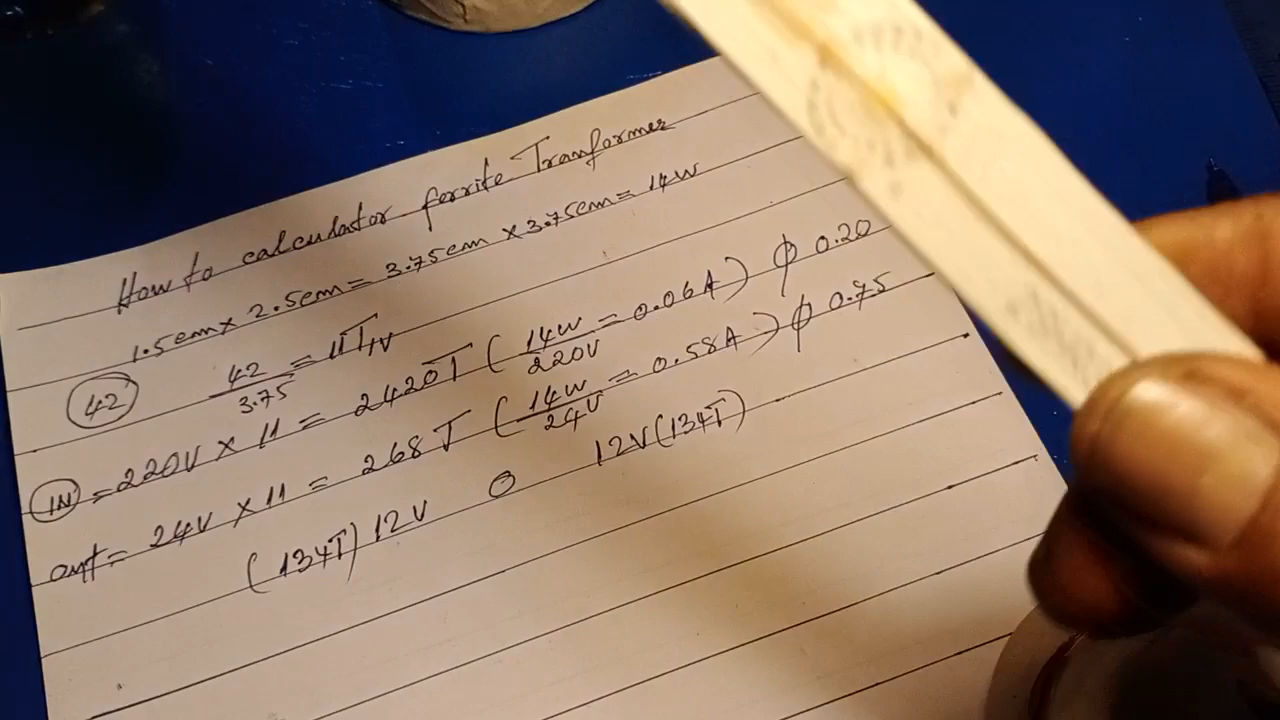 How to calculator ferrite Tranformer
1.5cm x 2.5cm = 3.75cm x 3.75cm = 14W
42 42/3.75 = 11T/V
IN = 220V x 11 = 2420T (14W/220V = 0.06A) ϕ 0.20
out = 24V x 11 = 268T (14W/24V = 0.58A) ϕ 0.75
(134T) 12V 0 12V (134T)